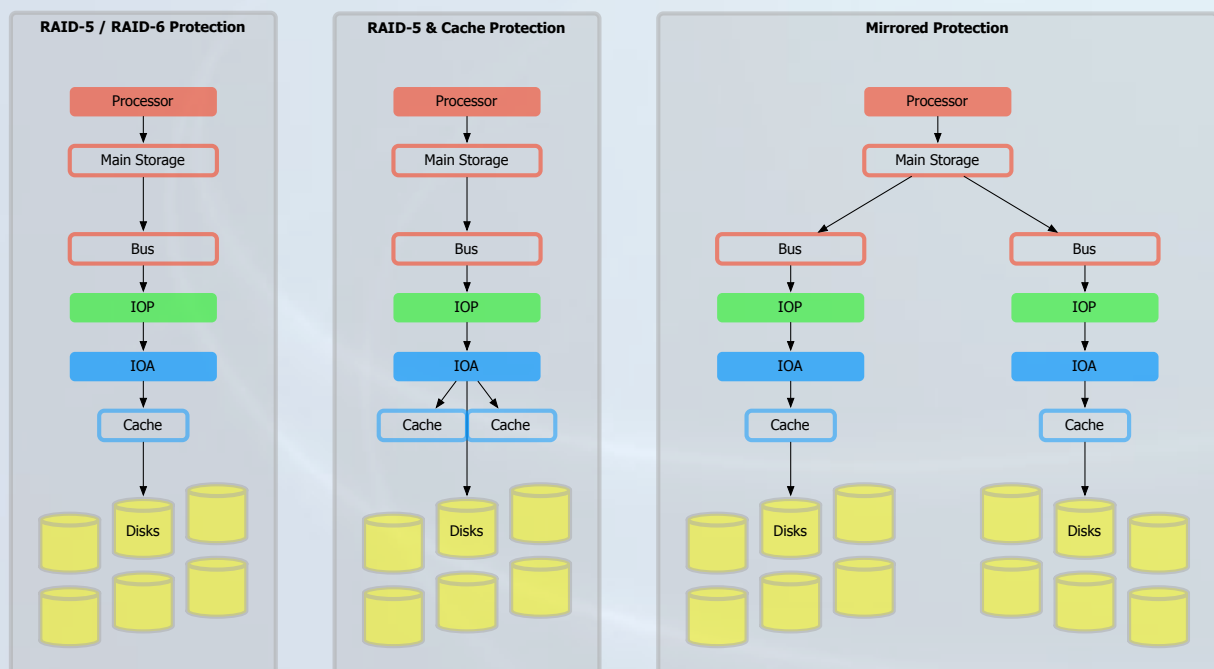 RAID-5 / RAID-6 Protection
Processor
Main Storage
Bus
IOP
IOA
Cache
Disks
RAID-5 & Cache Protection
Processor
Main Storage
Bus
IOP
IOA
Cache
Cache
Disks
Mirrored Protection
Processor
Main Storage
Bus
Bus
IOP
IOP
IOA
IOA
Cache
Cache
Disks
Disks